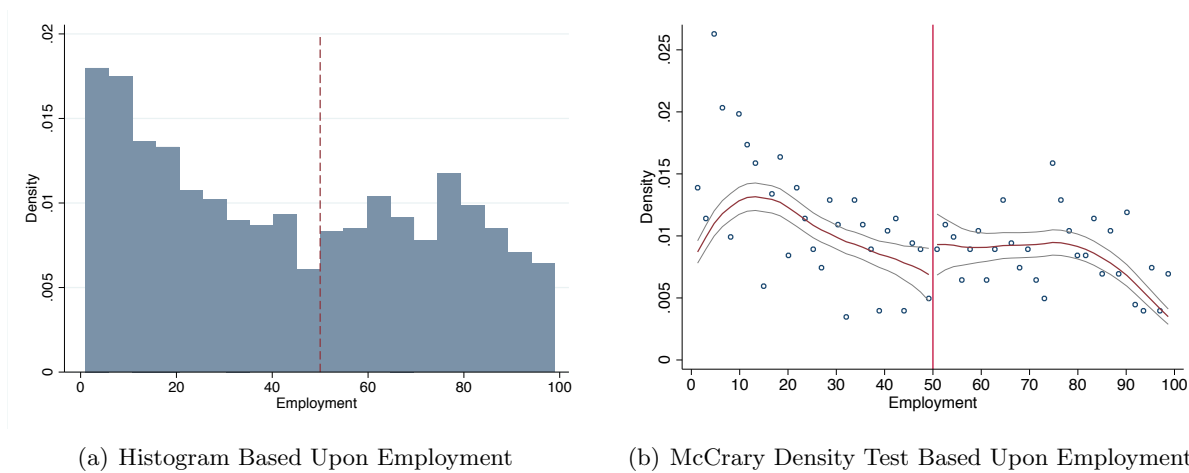 .02
.015
.01
.005
0
Density
0 20 40 60 80 100
Employment
(a) Histogram Based Upon Employment
.025
.02
.015
.01
.005
0
Density
0 10 20 30 40 50 60 70 80 90 100
Employment
(b) McCrary Density Test Based Upon Employment